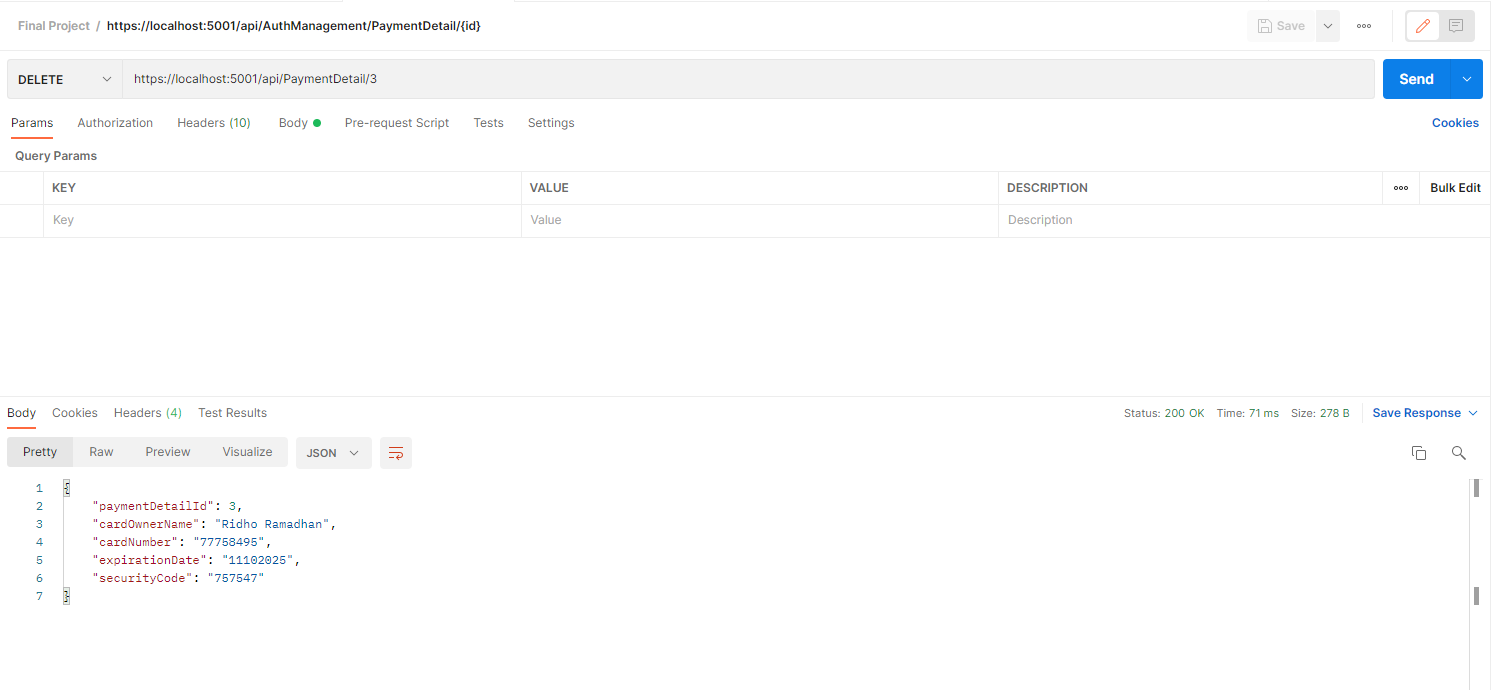 Final Project / https://localhost:5001/api/AuthManagement/PaymentDetail/{id} Save
DELETE https://localhost:5001/api/PaymentDetail/3 Send
Params Authorization Headers (10) Body Pre-request Script Tests Settings Cookies
Query Params
KEY VALUE DESCRIPTION Bulk Edit
Key Value Description
Body Cookies Headers (4) Test Results Status: 200 OK Time: 71 ms Size: 278 B Save Response
Pretty Raw Preview Visualize JSON
1 {
2 "paymentDetailId": 3,
3 "cardOwnerName": "Ridho Ramadhan",
4 "cardNumber": "77758495",
5 "expirationDate": "11102025",
6 "securityCode": "757547"
7 }